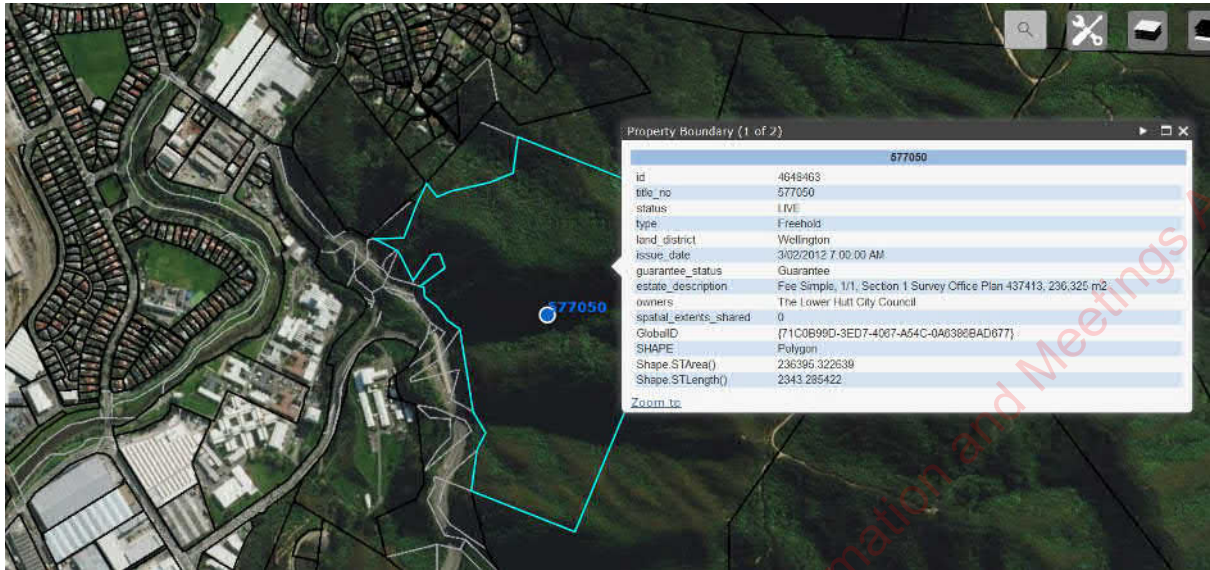 Property Boundary (1 of 2)
577050
id 4648463
title_no 577050
status LIVE
type Freehold
land_district Wellington
issue_date 3/02/2012 7:00:00 AM
guarantee_status Guarantee
estate_description Fee Simple, 1/1, Section 1 Survey Office Plan 437413, 236,325 m2
owners The Lower Hutt City Council
spatial_extents_shared 0
GlobalID {71C0B99D-3ED7-4067-A54C-0A6386BAD677}
SHAPE Polygon
Shape.STArea() 236395.322639
Shape.STLength() 2343.285422
Zoom to
577050
mation and Meetings A